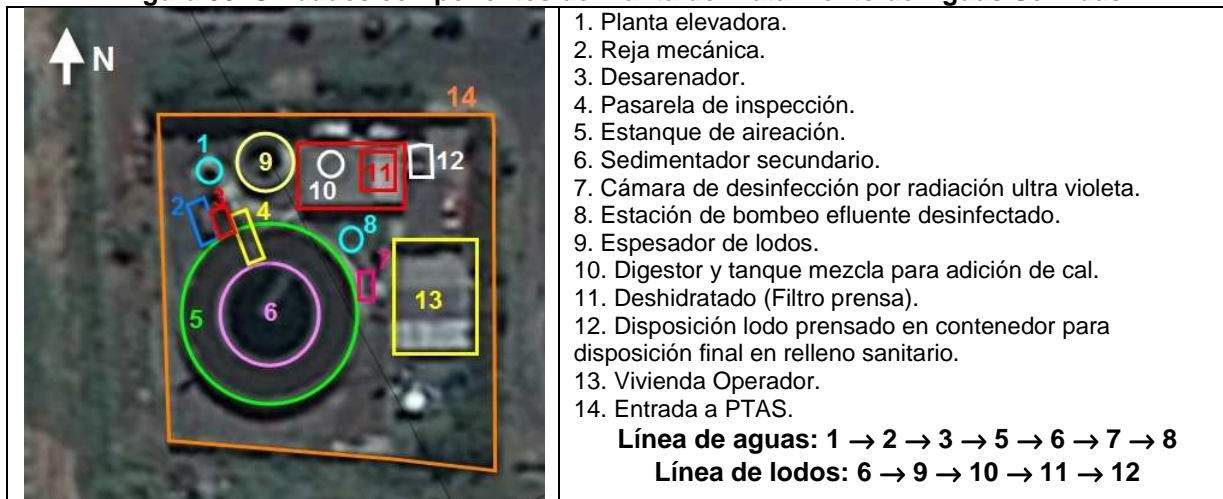 N
14
1
9
12
11
10
2
3
4
8
7
13
5
6
1. Planta elevadora.
2. Reja mecánica.
3. Desarenador.
4. Pasarela de inspección.
5. Estanque de aireación.
6. Sedimentador secundario.
7. Cámara de desinfección por radiación ultra violeta.
8. Estación de bombeo efluente desinfectado.
9. Espesador de lodos.
10. Digestor y tanque mezcla para adición de cal.
11. Deshidratado (Filtro prensa).
12. Disposición lodo prensado en contenedor para
disposición final en relleno sanitario.
13. Vivienda Operador.
14. Entrada a PTAS.
Línea de aguas: 1 → 2 → 3 → 5 → 6 → 7 → 8
Línea de lodos: 6 → 9 → 10 → 11 → 12